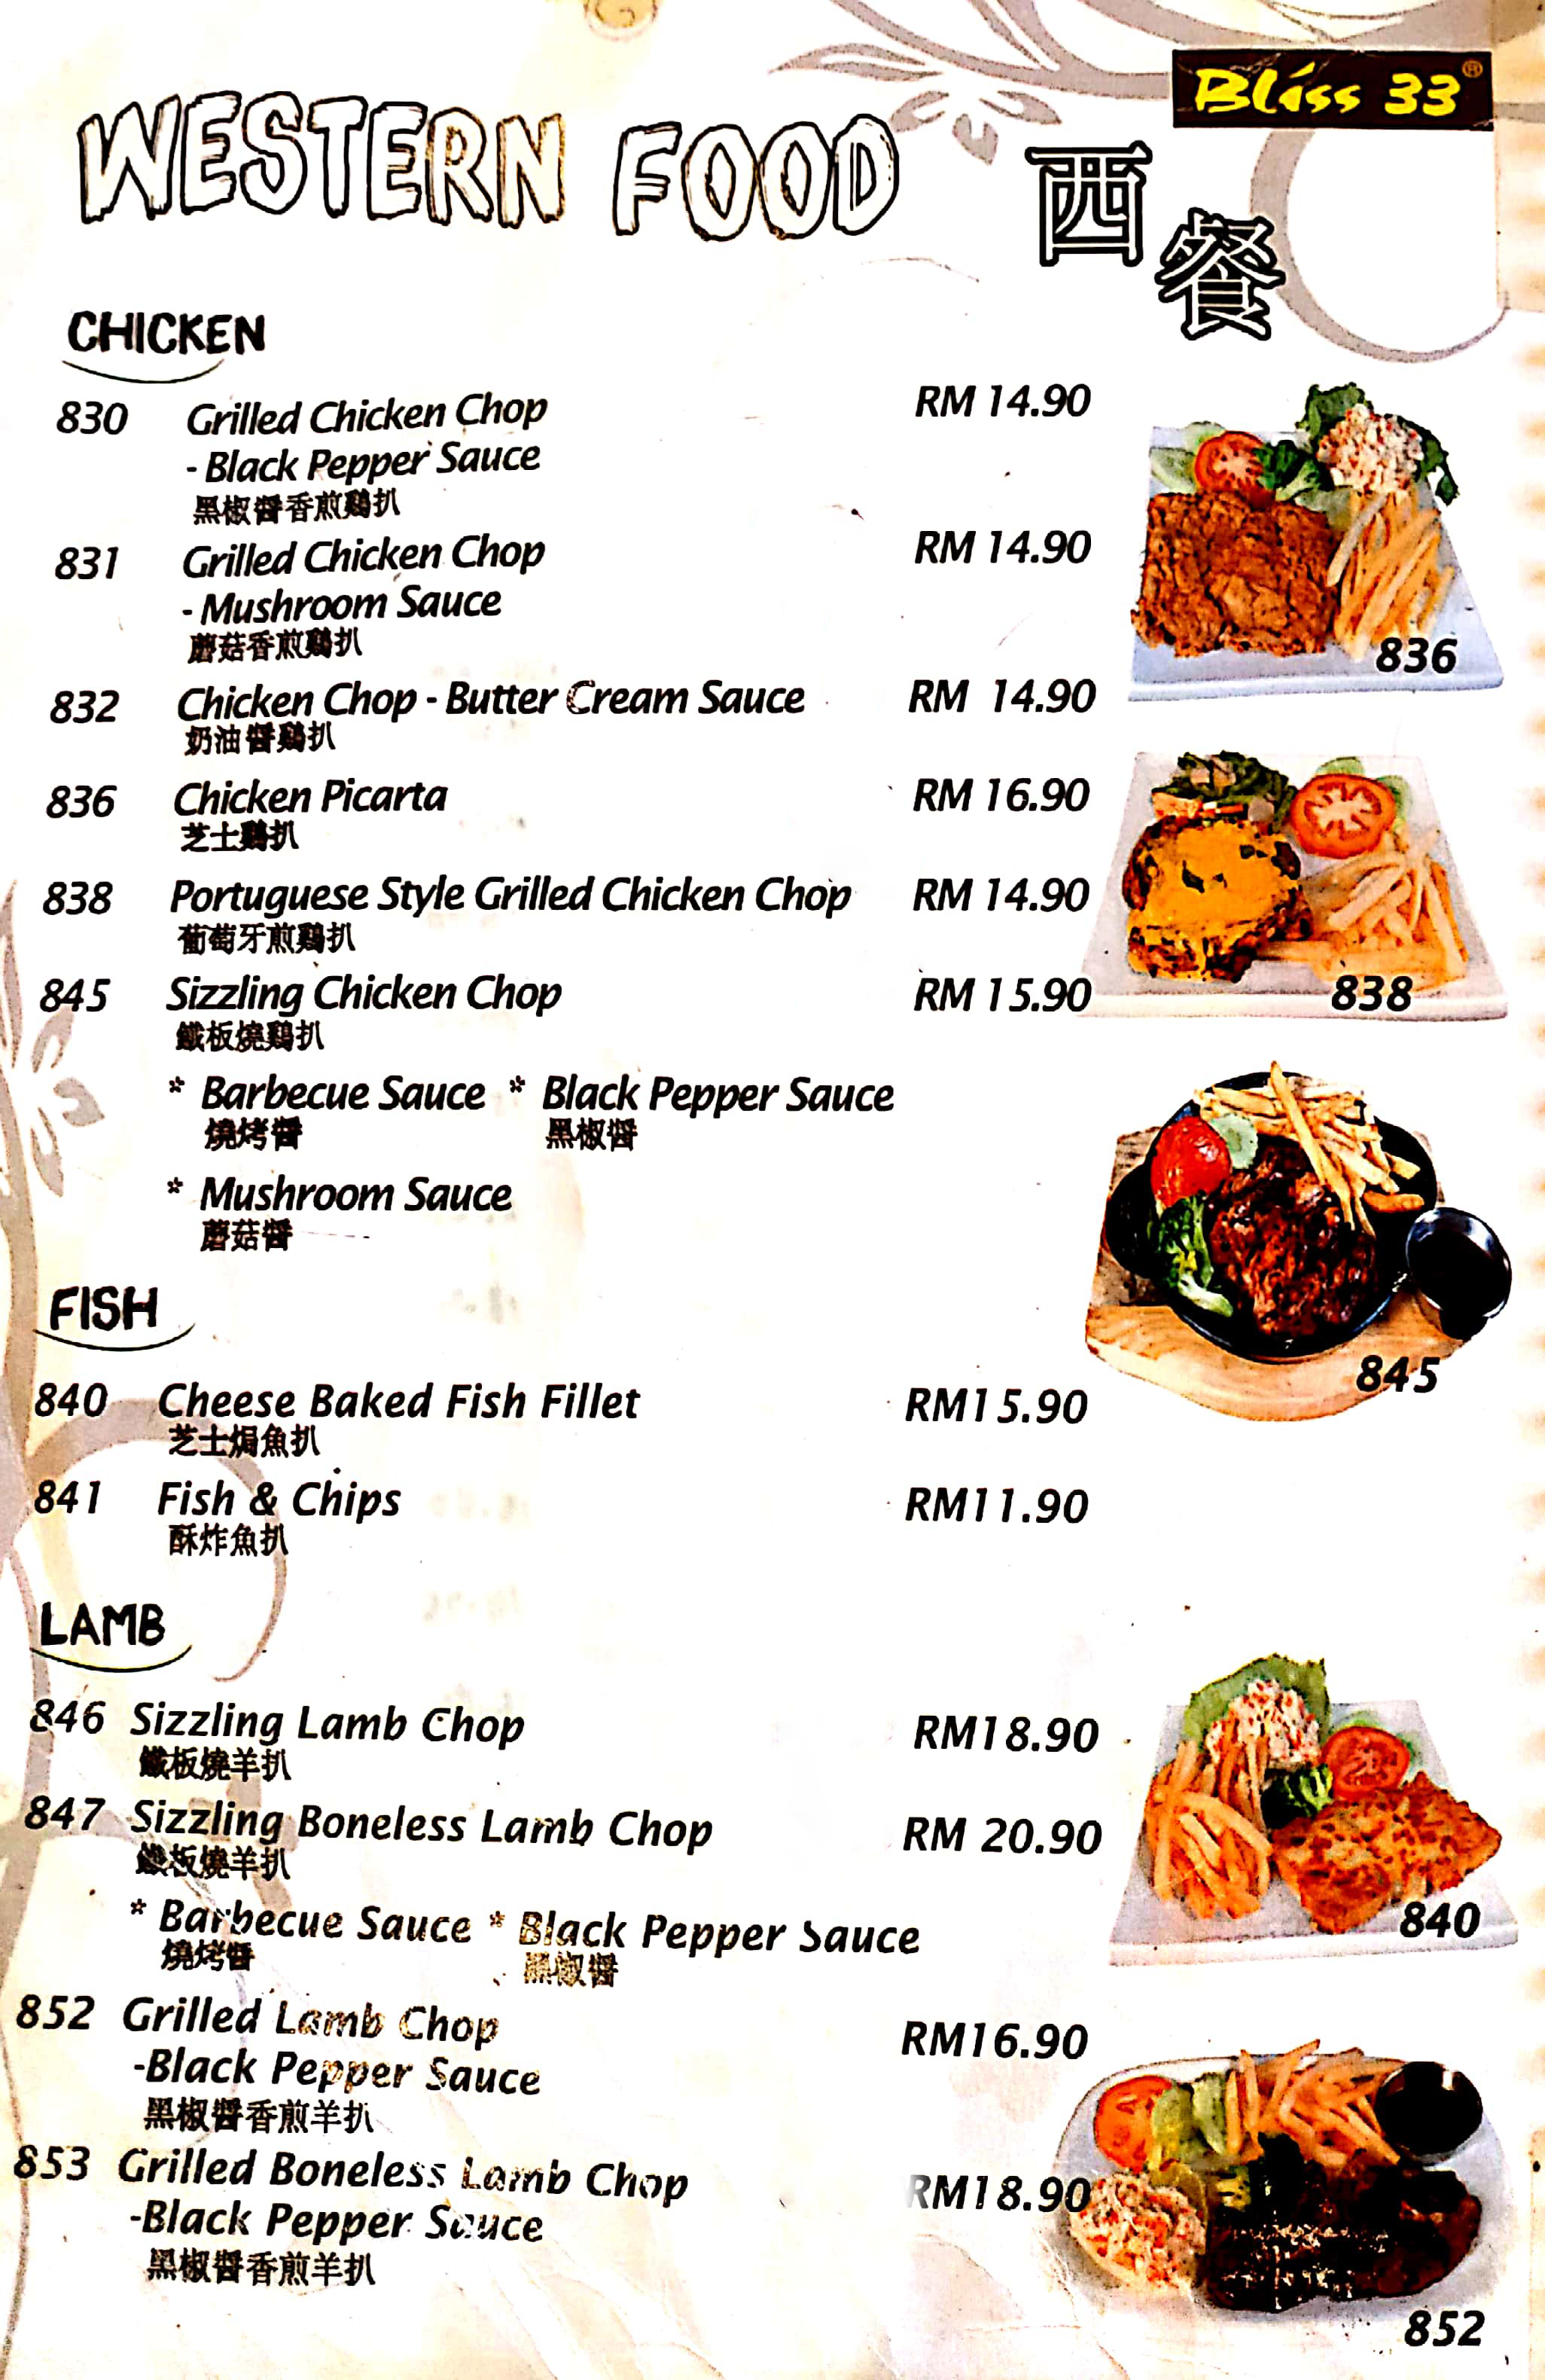 Bliss 33®
WESTERN FOOD 西餐
CHICKEN
830 Grilled Chicken Chop RM 14.90
- Black Pepper Sauce
黑椒醬香煎鷄扒
831 Grilled Chicken Chop RM 14.90
- Mushroom Sauce
蘑菇香煎鷄扒
832 Chicken Chop - Butter Cream Sauce RM 14.90
奶油醬鷄扒
836 Chicken Picarta RM 16.90
芝士鷄扒
838 Portuguese Style Grilled Chicken Chop RM 14.90
葡萄牙煎鷄扒
845 Sizzling Chicken Chop RM 15.90
鐵板燒鷄扒
* Barbecue Sauce * Black Pepper Sauce
燒烤醬 黑椒醬
* Mushroom Sauce
蘑菇醬
836
838
845
FISH
840 Cheese Baked Fish Fillet RM15.90
芝士焗魚扒
841 Fish & Chips RM11.90
酥炸魚扒
LAMB
846 Sizzling Lamb Chop RM18.90
鐵板燒羊扒
847 Sizzling Boneless Lamb Chop RM 20.90
鐵板燒羊扒
* Barbecue Sauce * Black Pepper Sauce
燒烤醬 黑椒醬
852 Grilled Lamb Chop RM16.90
-Black Pepper Sauce
黑椒醬香煎羊扒
853 Grilled Boneless Lamb Chop RM18.90
-Black Pepper Sauce
黑椒醬香煎羊扒
840
852